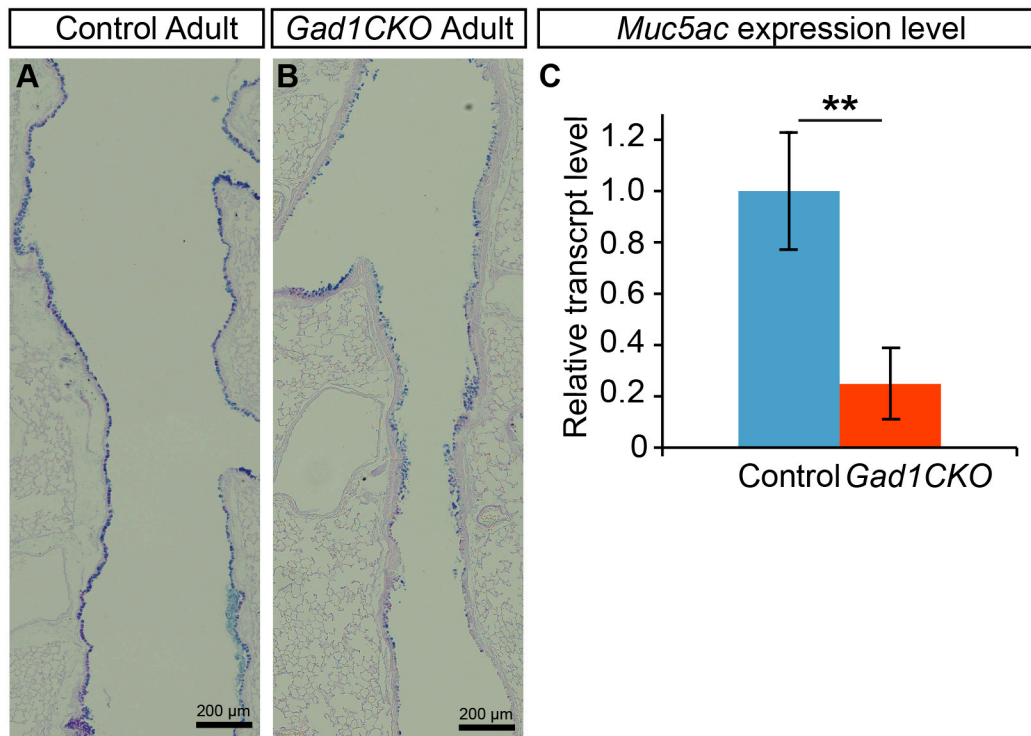 Control Adult
Gad1CKO Adult
Muc5ac expression level
A
B
C
**
Relative transcrpt level
1.2
1.0
0.8
0.6
0.4
0.2
0
Control Gad1CKO
200 μm
200 μm